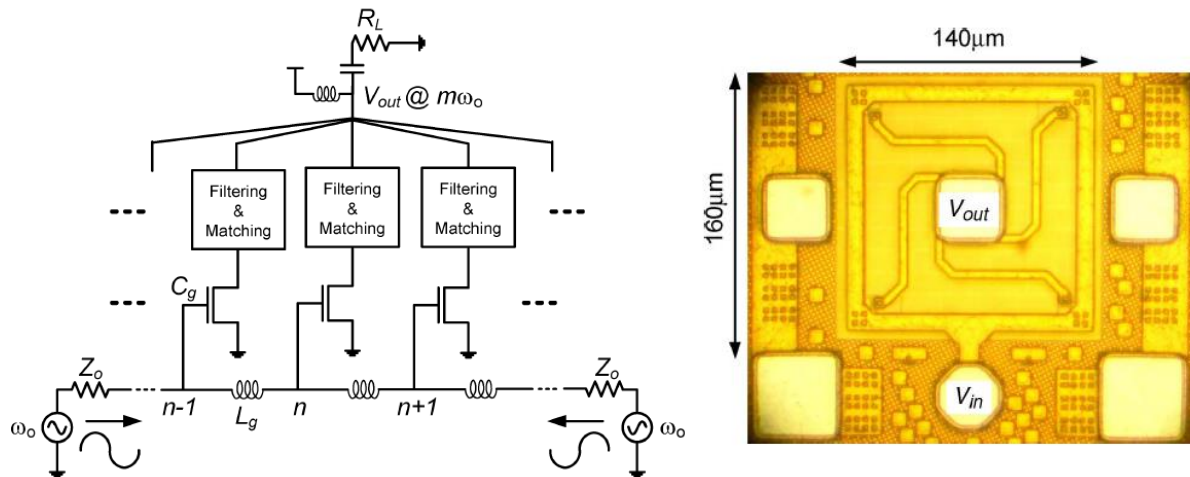 R_L
V_out @ mω_o
Filtering
&
Matching
Filtering
&
Matching
Filtering
&
Matching
C_g
Z_o
Z_o
n-1
L_g
n
n+1
ω_o
ω_o
140μm
160μm
V_out
V_in